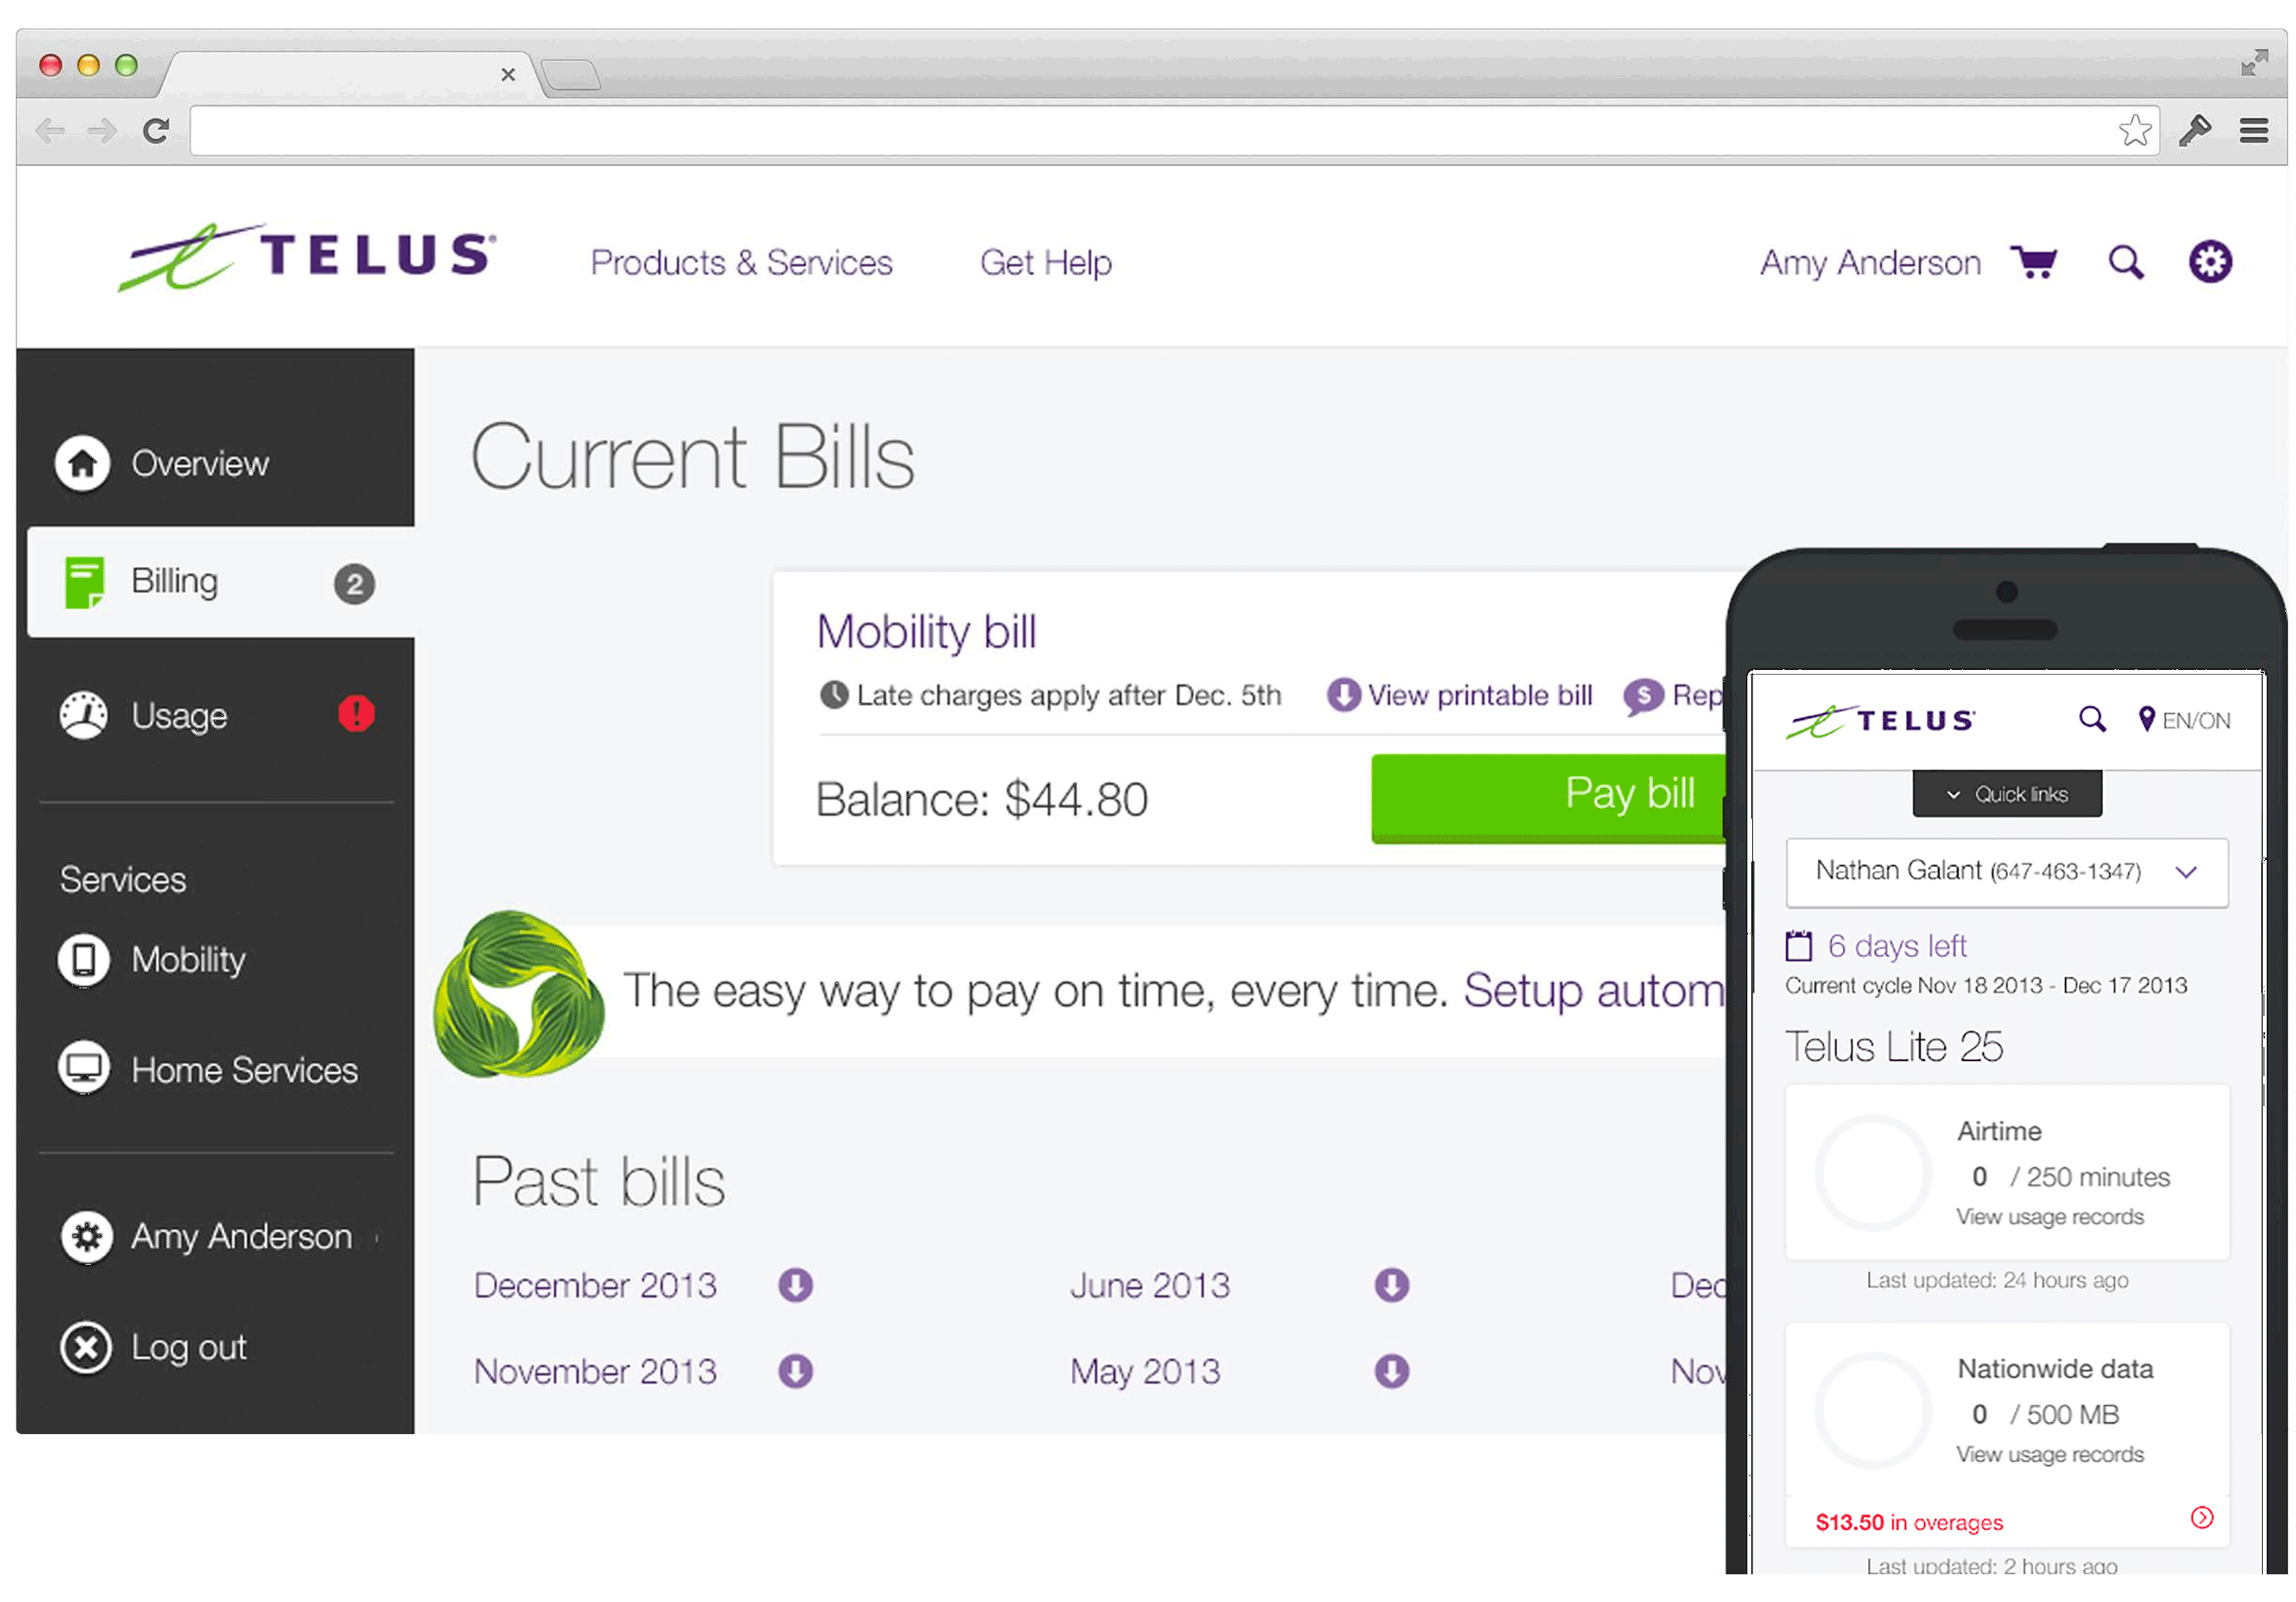 TELUS
Products & Services
Get Help
Amy Anderson
Overview
Billing
2
Usage
Services
Mobility
Home Services
Amy Anderson
Log out
Current Bills
Mobility bill
Late charges apply after Dec. 5th
View printable bill
$ Rep
Balance: $44.80
Pay bill
The easy way to pay on time, every time. Setup autom
Past bills
December 2013
June 2013
Dec
November 2013
May 2013
Nov
TELUS
EN/ON
Quick links
Nathan Galant (647-463-1347)
6 days left
Current cycle Nov 18 2013 - Dec 17 2013
Telus Lite 25
Airtime
0 / 250 minutes
View usage records
Last updated: 24 hours ago
Nationwide data
0 / 500 MB
View usage records
$13.50 in overages
Last updated: 2 hours ago